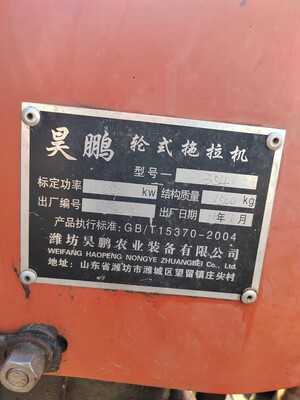 昊鹏 轮式拖拉机
型号
标定功率 kw 结构质量 kg
出厂编号 出厂日期 年 月
产品执行标准:GB/T15370-2004
潍坊昊鹏农业装备有限公司
WEIFANG HAOPENG NONGYE ZHUANGBEI Co., Ltd.
地址:山东省潍坊市潍城区望留镇庄头村